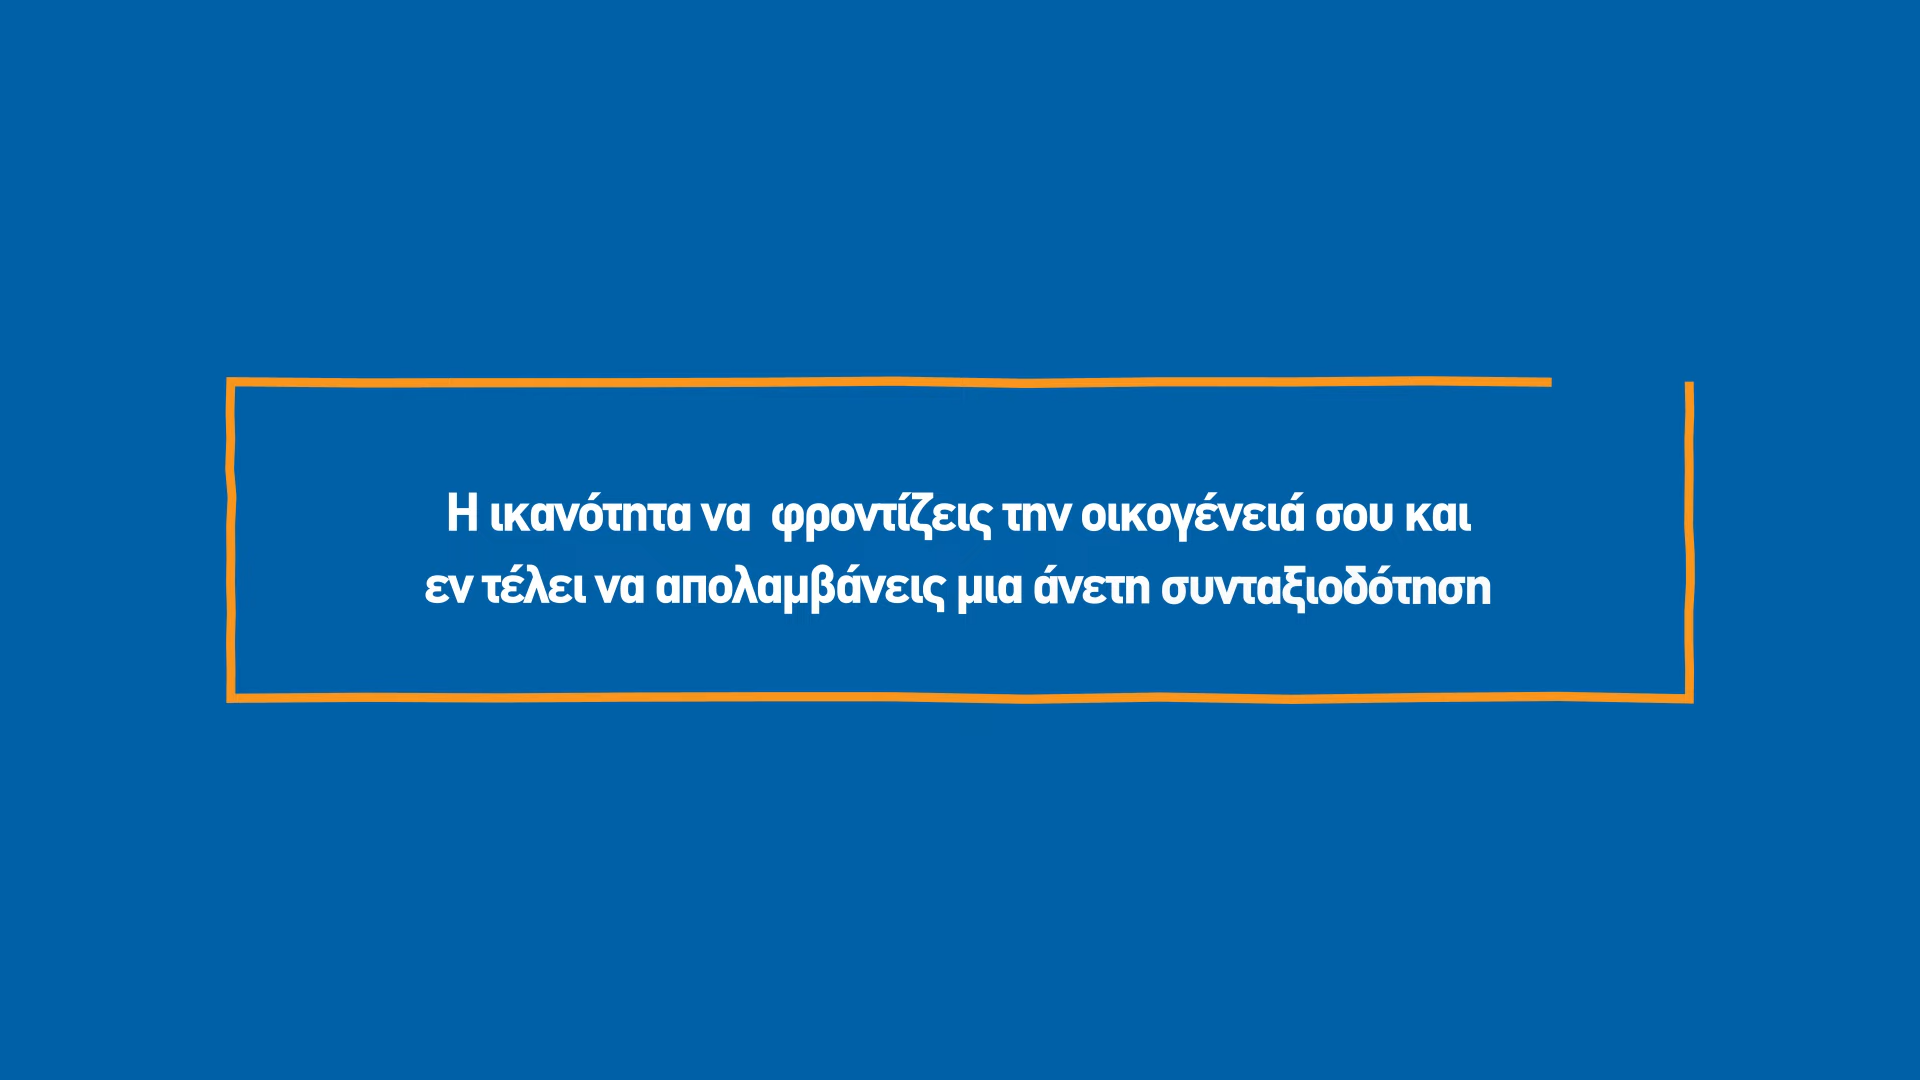 Η ικανότητα να φροντίζεις την οικογένειά σου και
εν τέλει να απολαμβάνεις μια άνετη συνταξιοδότηση